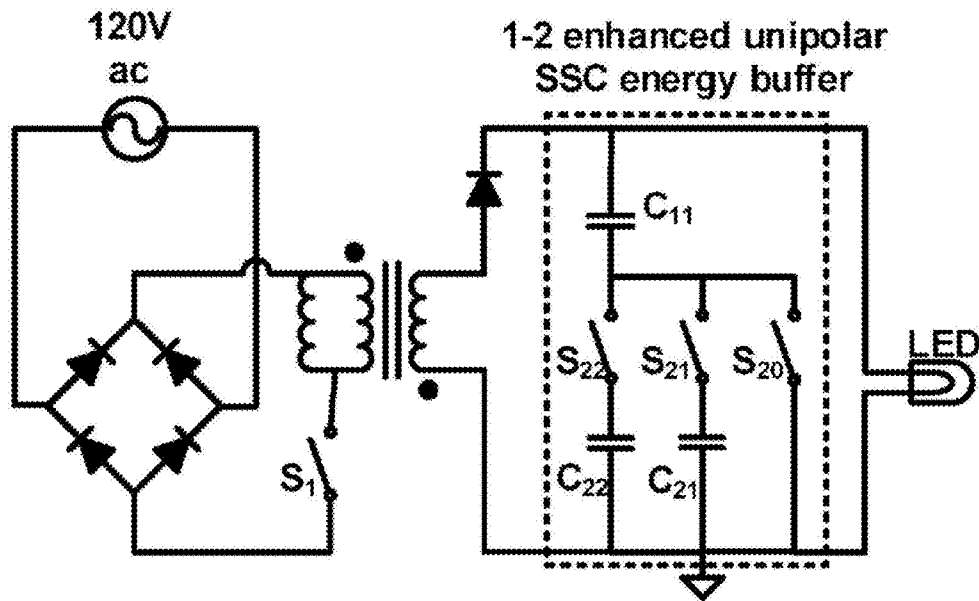 120V
ac
1-2 enhanced unipolar
SSC energy buffer
C11
S22 S21 S20
LED
S1
C22 C21